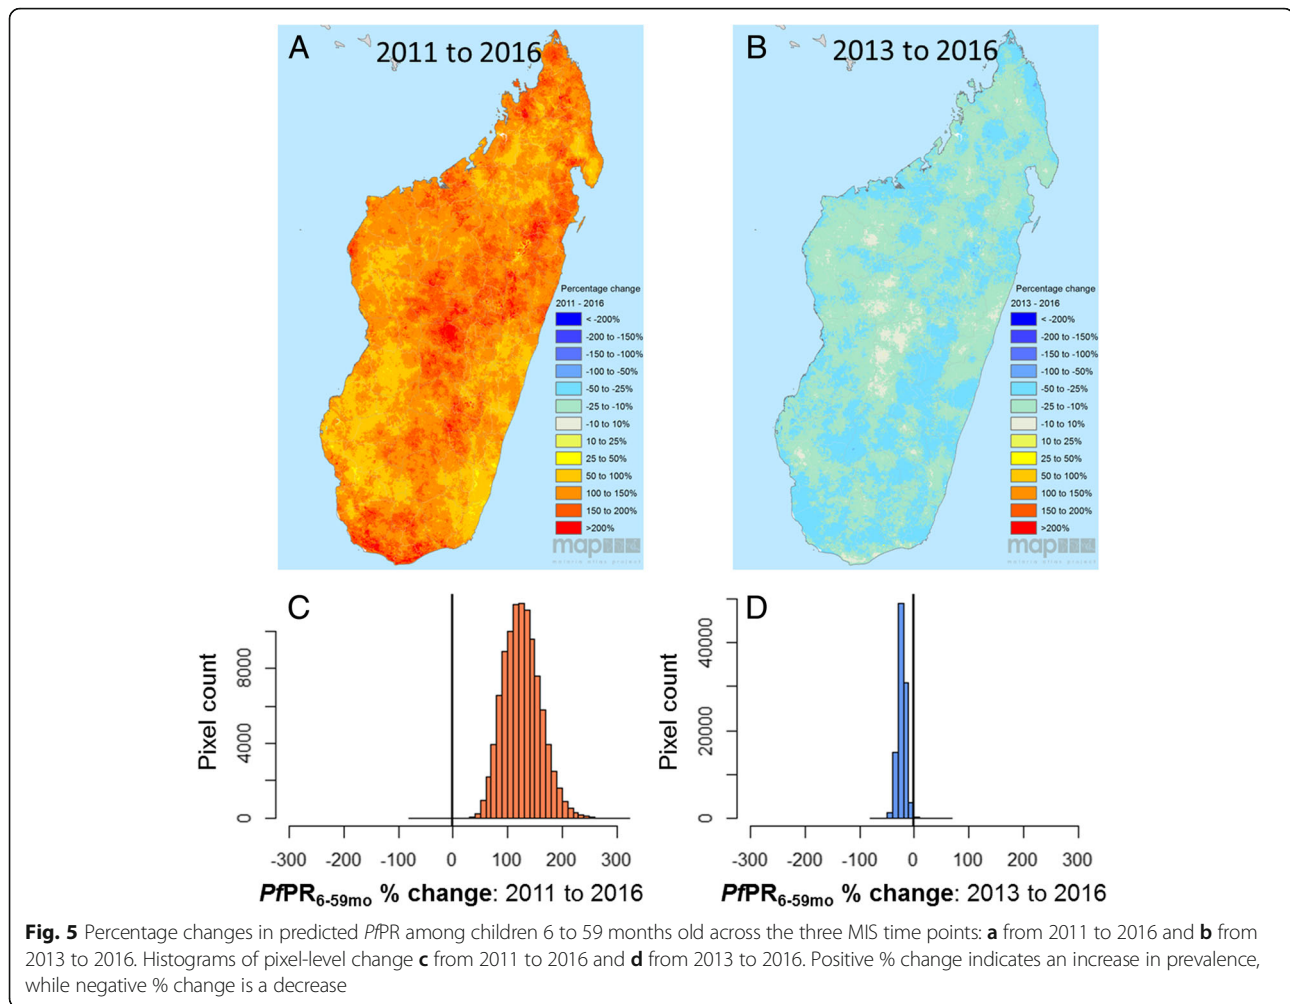 A
2011 to 2016
Percentage change
2011 - 2016
< -200%
-200 to -150%
-150 to -100%
-100 to -50%
-50 to -25%
-25 to -10%
-10 to 10%
10 to 25%
25 to 50%
50 to 100%
100 to 150%
150 to 200%
>200%
map
malaria atlas project
B
2013 to 2016
Percentage change
2013 - 2016
< -200%
-200 to -150%
-150 to -100%
-100 to -50%
-50 to -25%
-25 to -10%
-10 to 10%
10 to 25%
25 to 50%
50 to 100%
100 to 150%
150 to 200%
>200%
map
malaria atlas project
C
Pixel count
0 4000 8000
-300 -200 -100 0 100 200 300
PfPR6-59mo % change: 2011 to 2016
D
Pixel count
0 20000 40000
-300 -200 -100 0 100 200 300
PfPR6-59mo % change: 2013 to 2016
Fig. 5 Percentage changes in predicted PfPR among children 6 to 59 months old across the three MIS time points: a from 2011 to 2016 and b from
2013 to 2016. Histograms of pixel-level change c from 2011 to 2016 and d from 2013 to 2016. Positive % change indicates an increase in prevalence,
while negative % change is a decrease